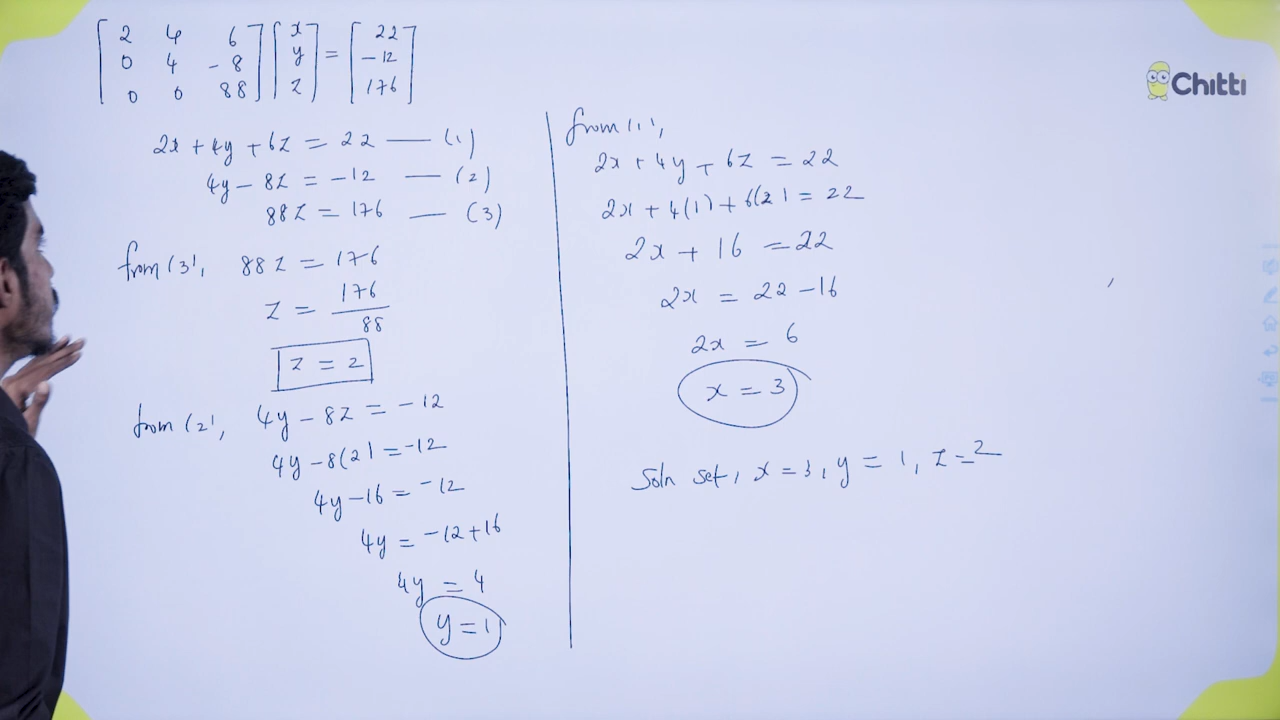 [2 4 6] [x] = [22]
[0 4 -8] [y] = [-12]
[0 0 88] [z] = [176]
2x + 4y + 6z = 22 — (1)
4y - 8z = -12 — (2)
88z = 176 — (3)
from (3), 88z = 176
z = 176/88
z = 2
from (2), 4y - 8z = -12
4y - 8(2) = -12
4y - 16 = -12
4y = -12 + 16
4y = 4
y = 1
from (1),
2x + 4y + 6z = 22
2x + 4(1) + 6(2) = 22
2x + 16 = 22
2x = 22 - 16
2x = 6
x = 3
Soln set, x = 3, y = 1, z = 2
Chitti